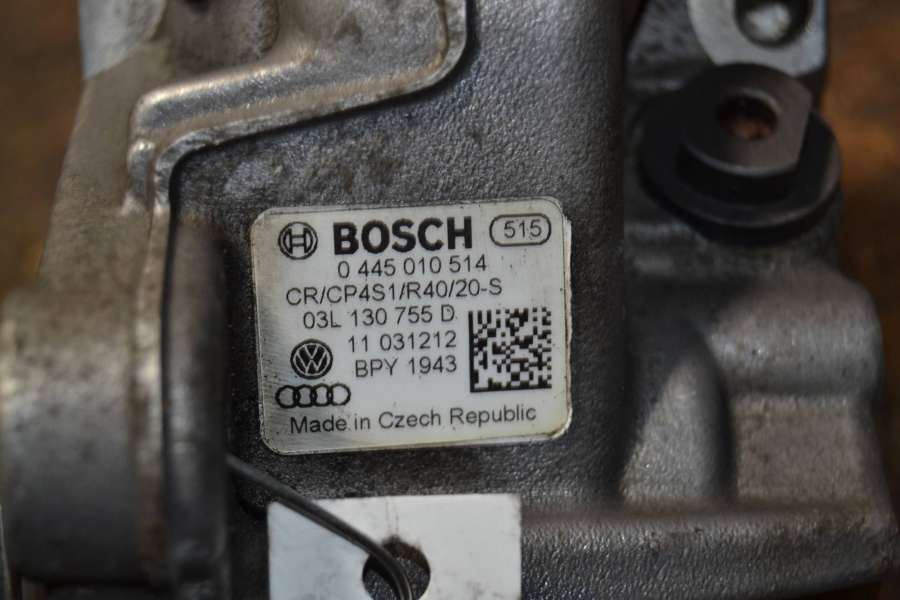 BOSCH 515
0 445 010 514
CR/CP4S1/R40/20-S
03L 130 755 D
11 031212
BPY 1943
Made in Czech Republic